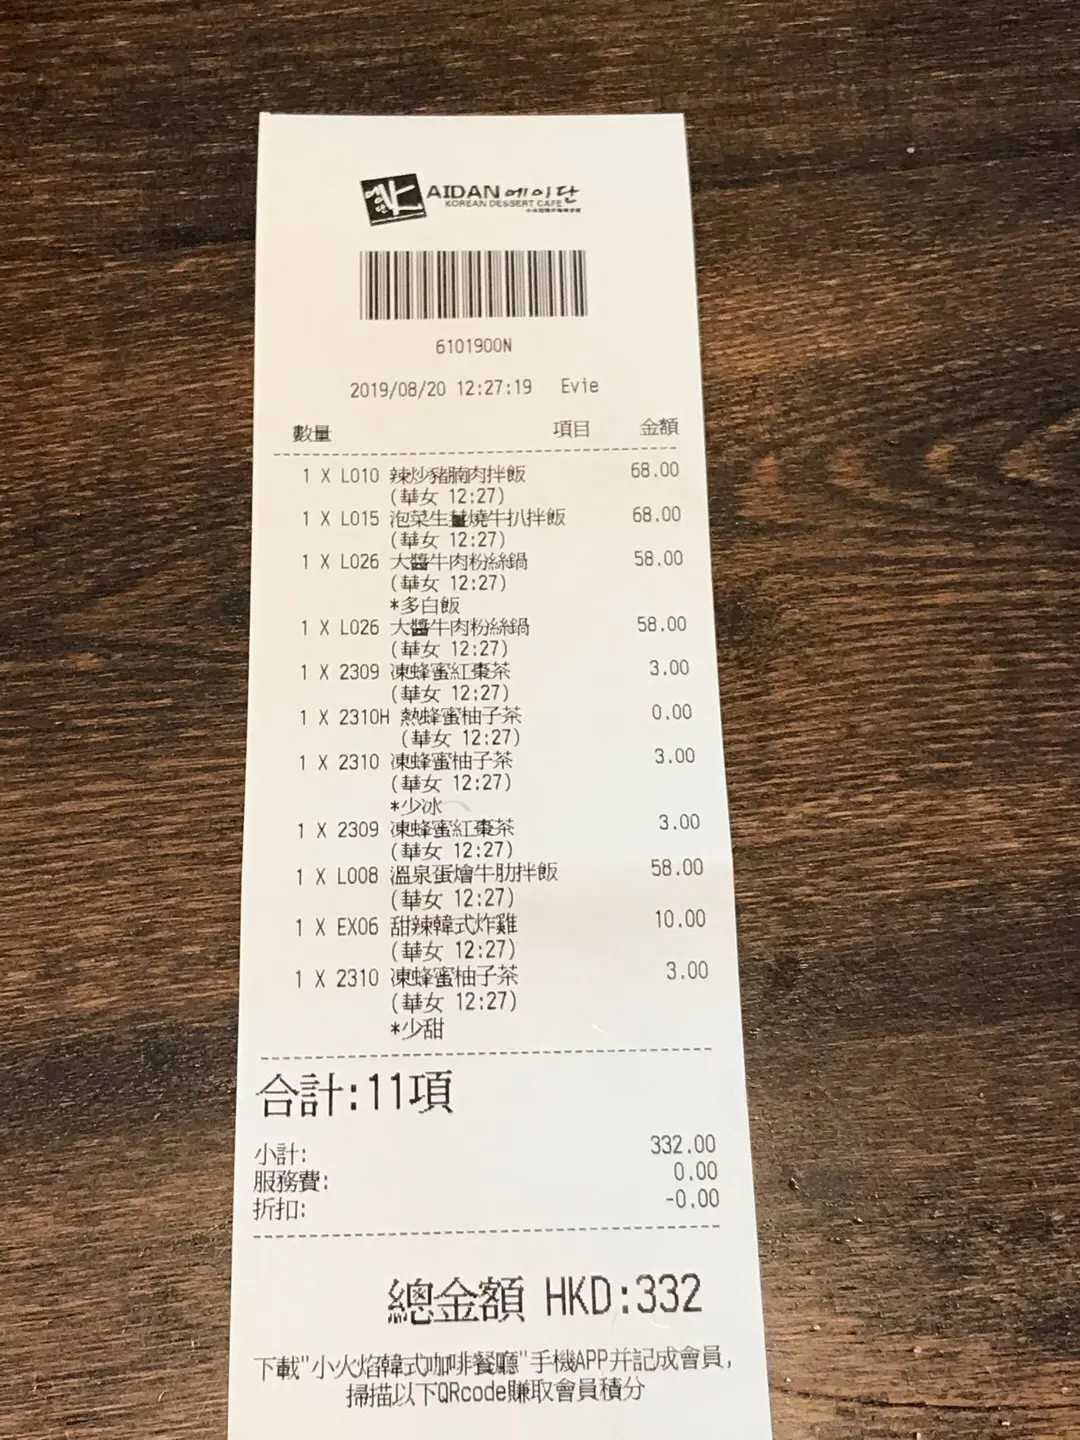 AIDAN 에이단
KOREAN DESSERT CAFE
6101900N
2019/08/20 12:27:19 Evie
數量 項目 金額
1 X L010 辣炒豬腩肉拌飯 68.00
(華女 12:27)
1 X L015 泡菜生薑燒牛扒拌飯 68.00
(華女 12:27)
1 X L026 大醬牛肉粉絲鍋 58.00
(華女 12:27)
*多白飯
1 X L026 大醬牛肉粉絲鍋 58.00
(華女 12:27)
1 X 2309 凍蜂蜜紅棗茶 3.00
(華女 12:27)
1 X 2310H 熱蜂蜜柚子茶 0.00
(華女 12:27)
1 X 2310 凍蜂蜜柚子茶 3.00
(華女 12:27)
*少冰
1 X 2309 凍蜂蜜紅棗茶 3.00
(華女 12:27)
1 X L008 溫泉蛋燴牛肋拌飯 58.00
(華女 12:27)
1 X EX06 甜辣韓式炸雞 10.00
(華女 12:27)
1 X 2310 凍蜂蜜柚子茶 3.00
(華女 12:27)
*少甜
合計:11項
小計: 332.00
服務費: 0.00
折扣: -0.00
總金額 HKD:332
下載"小火焰韓式咖啡餐廳"手機APP并記成會員,
掃描以下QRcode賺取會員積分